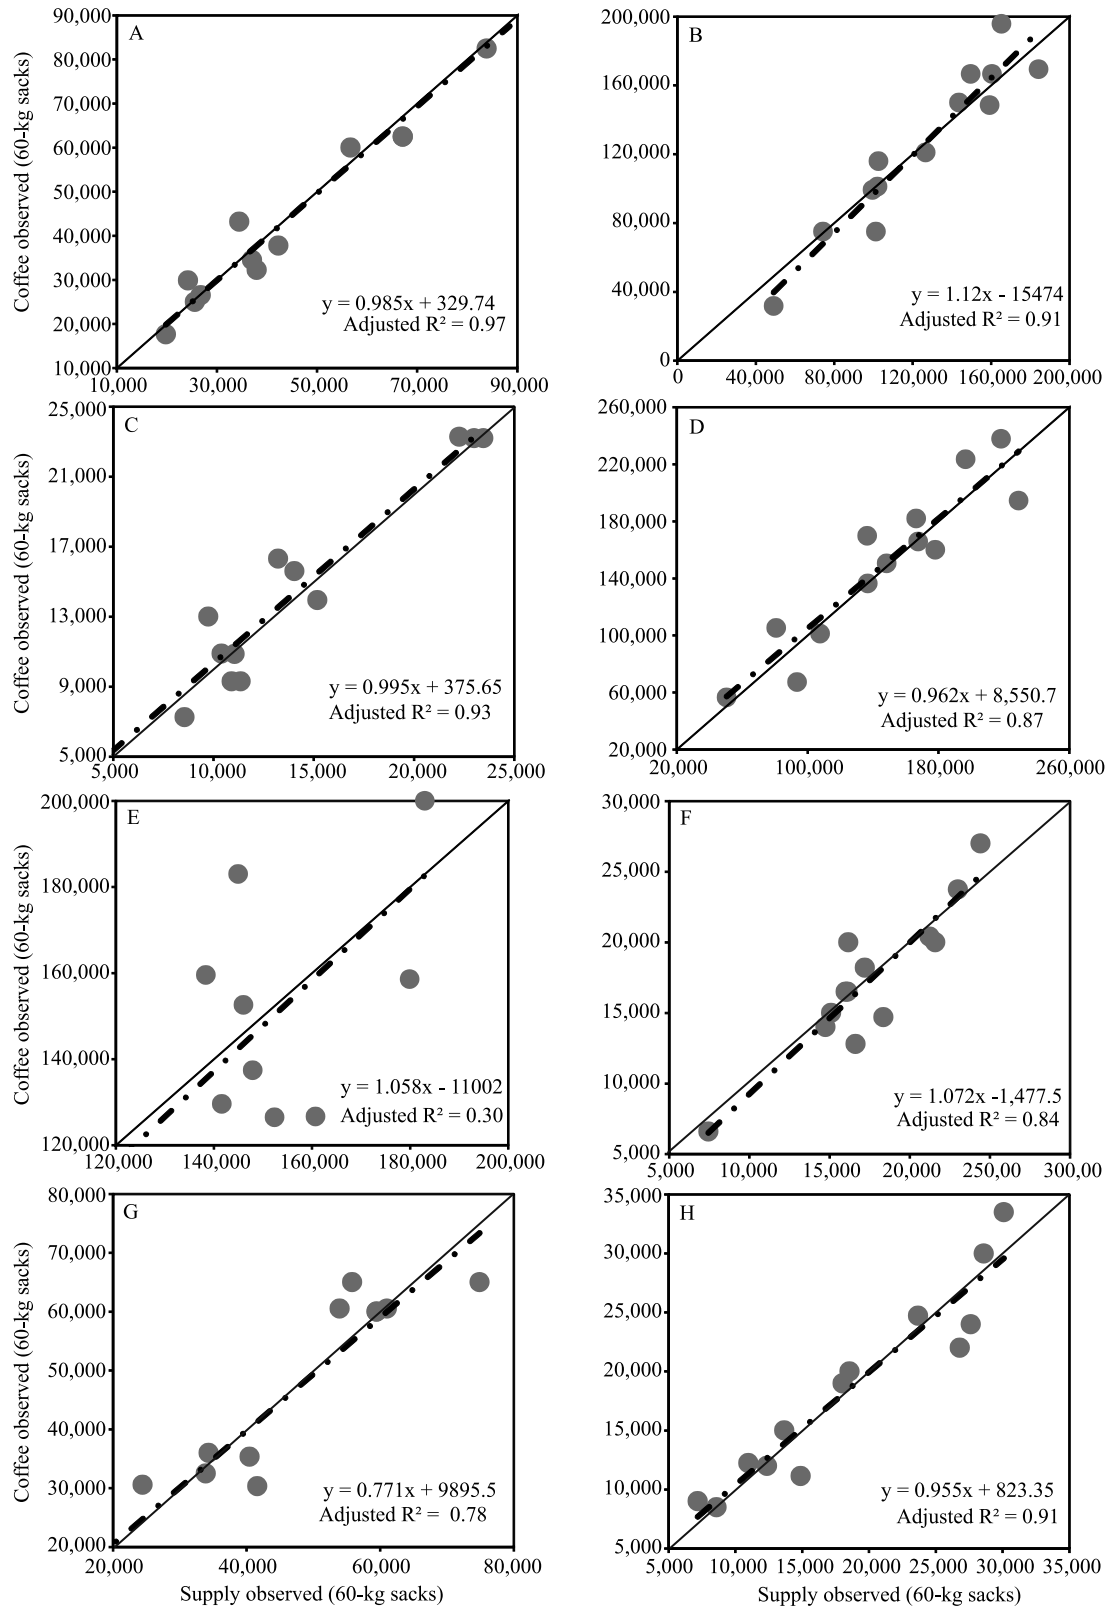 Coffee observed (60-kg sacks)
A
90,000
80,000
70,000
60,000
50,000
40,000
30,000
20,000
10,000
y = 0.985x + 329.74
Adjusted R² = 0.97
10,000 30,000 50,000 70,000 90,000
B
200,000
160,000
120,000
80,000
40,000
0
y = 1.12x - 15474
Adjusted R² = 0.91
0 40,000 80,000 120,000 160,000 200,000
Coffee observed (60-kg sacks)
C
25,000
21,000
17,000
13,000
9,000
5,000
y = 0.995x + 375.65
Adjusted R² = 0.93
5,000 10,000 15,000 20,000 25,000
D
260,000
220,000
180,000
140,000
100,000
60,000
20,000
y = 0.962x + 8,550.7
Adjusted R² = 0.87
20,000 100,000 180,000 260,000
Coffee observed (60-kg sacks)
E
200,000
180,000
160,000
140,000
120,000
y = 1.058x - 11002
Adjusted R² = 0.30
120,000 140,000 160,000 180,000 200,000
F
30,000
25,000
20,000
15,000
10,000
5,000
y = 1.072x -1,477.5
Adjusted R² = 0.84
5,000 10,000 15,000 20,000 250,000 300,00
Coffee observed (60-kg sacks)
G
80,000
70,000
60,000
50,000
40,000
30,000
20,000
y = 0.771x + 9895.5
Adjusted R² = 0.78
20,000 40,000 60,000 80,000
Supply observed (60-kg sacks)
H
35,000
30,000
25,000
20,000
15,000
10,000
5,000
y = 0.955x + 823.35
Adjusted R² = 0.91
5,000 10,000 15,000 20,000 25,000 30,000 35,000
Supply observed (60-kg sacks)